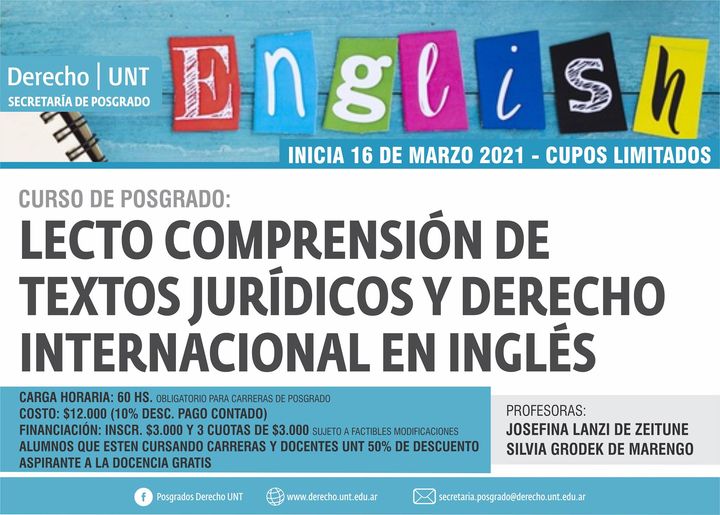 Derecho | UNT
SECRETARÍA DE POSGRADO
English
INICIA 16 DE MARZO 2021 - CUPOS LIMITADOS
CURSO DE POSGRADO:
LECTO COMPRENSIÓN DE
TEXTOS JURÍDICOS Y DERECHO
INTERNACIONAL EN INGLÉS
CARGA HORARIA: 60 HS. OBLIGATORIO PARA CARRERAS DE POSGRADO
COSTO: $12.000 (10% DESC. PAGO CONTADO)
FINANCIACIÓN: INSCR. $3.000 Y 3 CUOTAS DE $3.000 SUJETO A FACTIBLES MODIFICACIONES
ALUMNOS QUE ESTEN CURSANDO CARRERAS Y DOCENTES UNT 50% DE DESCUENTO
ASPIRANTE A LA DOCENCIA GRATIS
PROFESORAS:
JOSEFINA LANZI DE ZEITUNE
SILVIA GRODEK DE MARENGO
Posgrados Derecho UNT
www.derecho.unt.edu.ar
secretaria.posgrado@derecho.unt.edu.ar